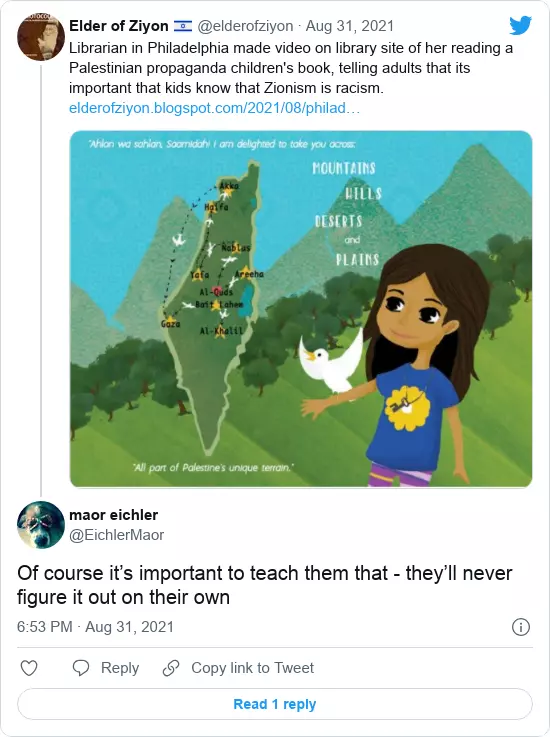 Elder of Ziyon 🇮🇱 @elderofziyon · Aug 31, 2021
Librarian in Philadelphia made video on library site of her reading a
Palestinian propaganda children's book, telling adults that its
important that kids know that Zionism is racism.
elderofziyon.blogspot.com/2021/08/philad…
"Ahlan wa sahlan, Saamidah! I am delighted to take you across:
MOUNTAINS
HILLS
DESERTS
and
PLAINS
Akka
Haifa
Nablus
Yafa Areeha
Al-Quds
Bait Lahem
Gaza
Al-Khalil
"All part of Palestine's unique terrain."
maor eichler
@EichlerMaor
Of course it’s important to teach them that - they’ll never
figure it out on their own
6:53 PM · Aug 31, 2021
Reply
Copy link to Tweet
Read 1 reply